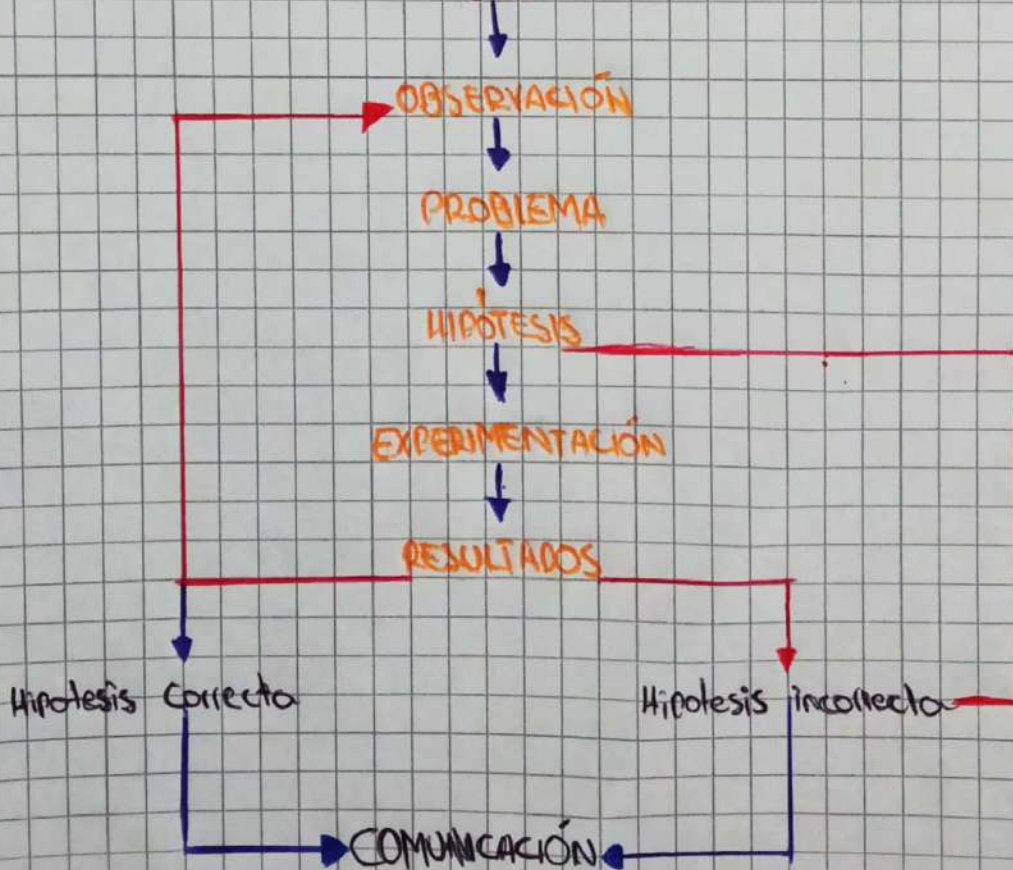 OBSERVACIÓN
PROBLEMA
HIPÓTESIS
EXPERIMENTACIÓN
RESULTADOS
Hipotesis correcta
Hipotesis incorrecta
COMUNICACIÓN